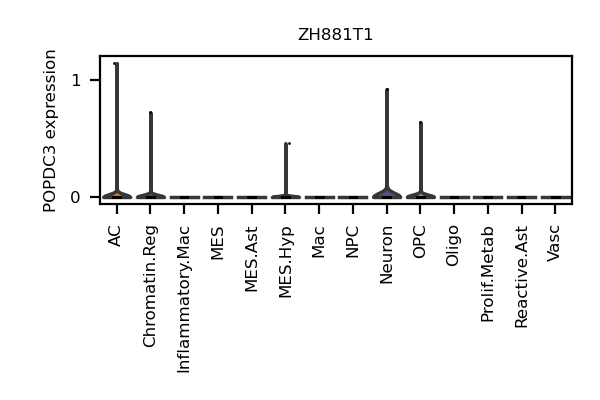 ZH881T1
POPDC3 expression
1
0
AC
Chromatin.Reg
Inflammatory.Mac
MES
MES.Ast
MES.Hyp
Mac
NPC
Neuron
OPC
Oligo
Prolif.Metab
Reactive.Ast
Vasc